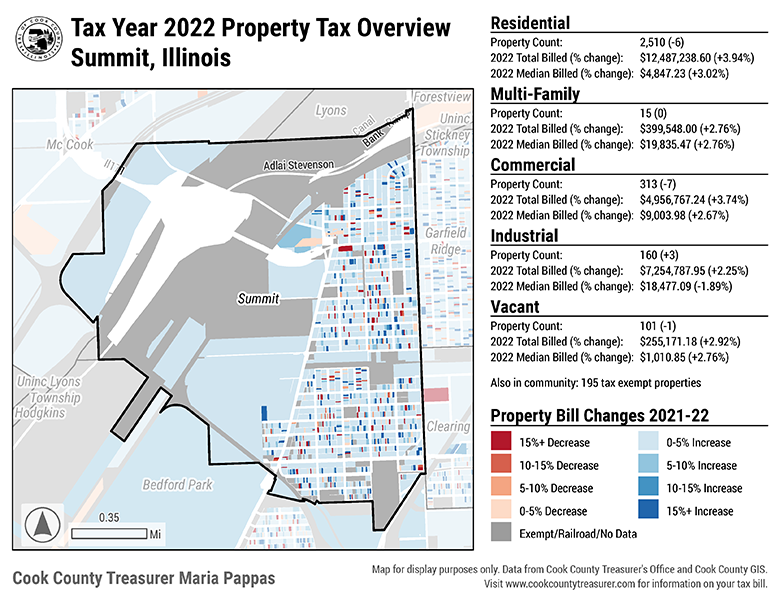 Tax Year 2022 Property Tax Overview
Summit, Illinois
Residential
Property Count: 2,510 (-6)
2022 Total Billed (% change): $12,487,238.60 (+3.94%)
2022 Median Billed (% change): $4,847.23 (+3.02%)
Multi-Family
Property Count: 15 (0)
2022 Total Billed (% change): $399,548.00 (+2.76%)
2022 Median Billed (% change): $19,835.47 (+2.76%)
Commercial
Property Count: 313 (-7)
2022 Total Billed (% change): $4,956,767.24 (+3.74%)
2022 Median Billed (% change): $9,003.98 (+2.67%)
Industrial
Property Count: 160 (+3)
2022 Total Billed (% change): $7,254,787.95 (+2.25%)
2022 Median Billed (% change): $18,477.09 (-1.89%)
Vacant
Property Count: 101 (-1)
2022 Total Billed (% change): $255,171.18 (+2.92%)
2022 Median Billed (% change): $1,010.85 (+2.76%)
Also in community: 195 tax exempt properties
Property Bill Changes 2021-22
15%+ Decrease
10-15% Decrease
5-10% Decrease
0-5% Decrease
Exempt/Railroad/No Data
0-5% Increase
5-10% Increase
10-15% Increase
15%+ Increase
Forestview
Lyons
Uninc
Stickney
Township
Canal
Bank
Mc Cook
Adlai Stevenson
Garfield
Ridge
Summit
Uninc Lyons
Township
Hodgkins
Clearing
Bedford Park
0.35
Mi
Cook County Treasurer Maria Pappas
Map for display purposes only. Data from Cook County Treasurer's Office and Cook County GIS.
Visit www.cookcountytreasurer.com for information on your tax bill.